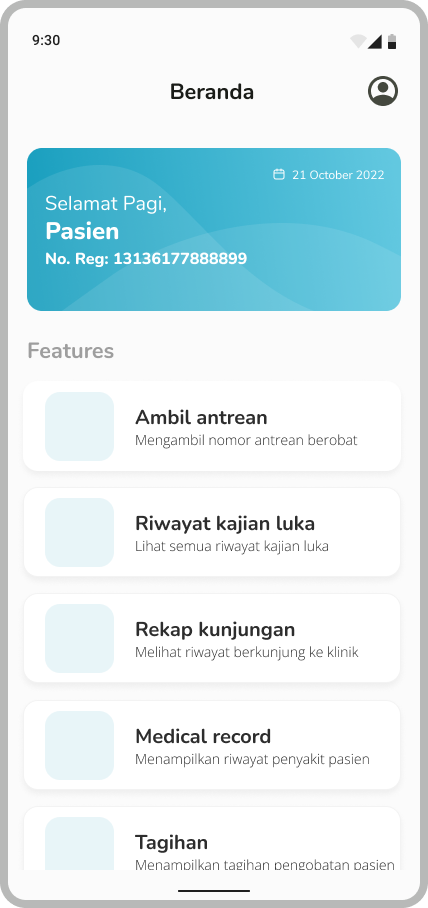 9:30
Beranda
21 October 2022
Selamat Pagi,
Pasien
No. Reg: 13136177888899
Features
Ambil antrean
Mengambil nomor antrean berobat
Riwayat kajian luka
Lihat semua riwayat kajian luka
Rekap kunjungan
Melihat riwayat berkunjung ke klinik
Medical record
Menampilkan riwayat penyakit pasien
Tagihan
Menampilkan tagihan pengobatan pasien